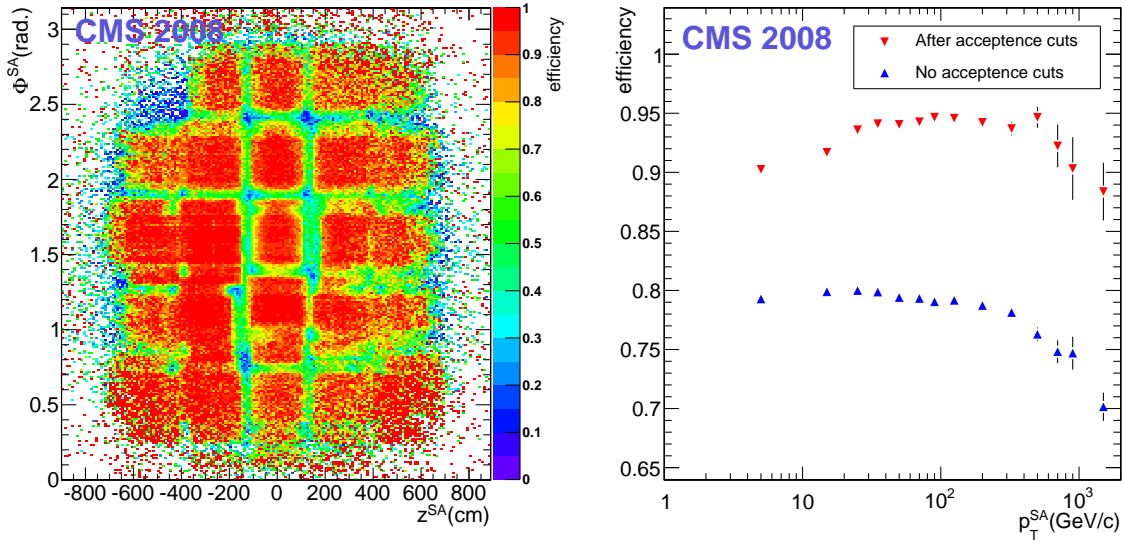 CMS 2008
Φ^SA(rad.)
3
2.5
2
1.5
1
0.5
0
-800 -600 -400 -200 0 200 400 600 800
z^SA(cm)
1
0.9
0.8
0.7
0.6
0.5
0.4
0.3
0.2
0.1
0
efficiency
CMS 2008
After acceptence cuts
No acceptence cuts
efficiency
1
0.95
0.9
0.85
0.8
0.75
0.7
0.65
1 10 10^2 10^3
p_T^SA(GeV/c)